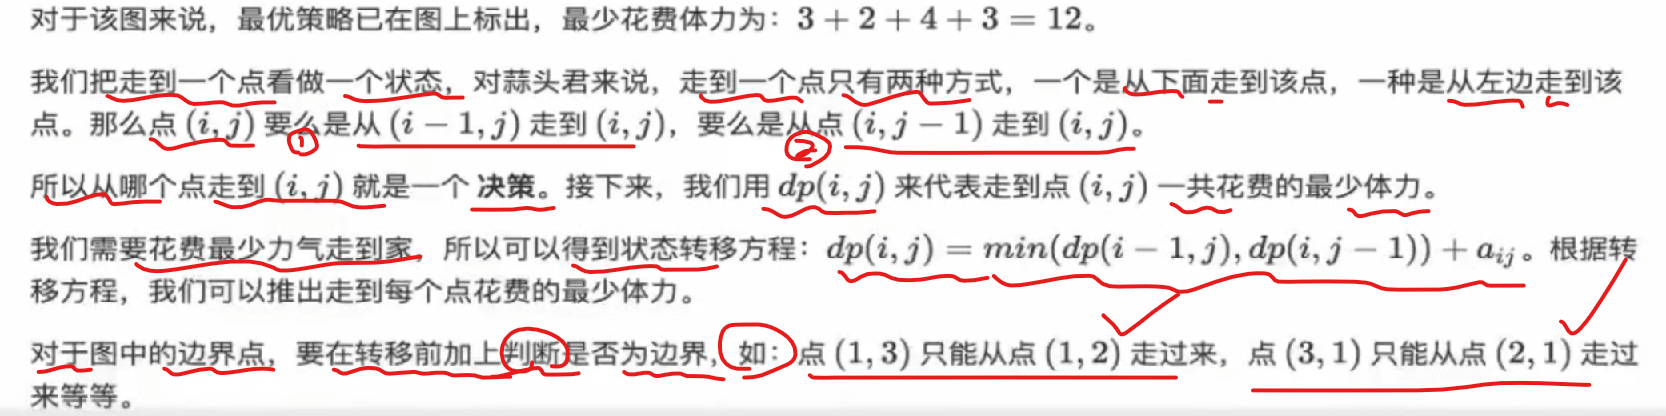 对于该图来说，最优策略已在图上标出，最少花费体力为：3 + 2 + 4 + 3 = 12。
我们把走到一个点看做一个状态，对蒜头君来说，走到一个点只有两种方式，一个是从下面走到该点，一种是从左边走到该
点。那么点 (i, j) 要么是从 (i − 1, j) 走到 (i, j)，要么是从点 (i, j − 1) 走到 (i, j)。
① ②
所以从哪个点走到 (i, j) 就是一个 决策。接下来，我们用 dp(i, j) 来代表走到点 (i, j) 一共花费的最少体力。
我们需要花费最少力气走到家，所以可以得到状态转移方程：dp(i, j) = min(dp(i − 1, j), dp(i, j − 1)) + aij。根据转
移方程，我们可以推出走到每个点花费的最少体力。
对于图中的边界点，要在转移前加上判断是否为边界，如：点 (1, 3) 只能从点 (1, 2) 走过来，点 (3, 1) 只能从点 (2, 1) 走过
来等等。